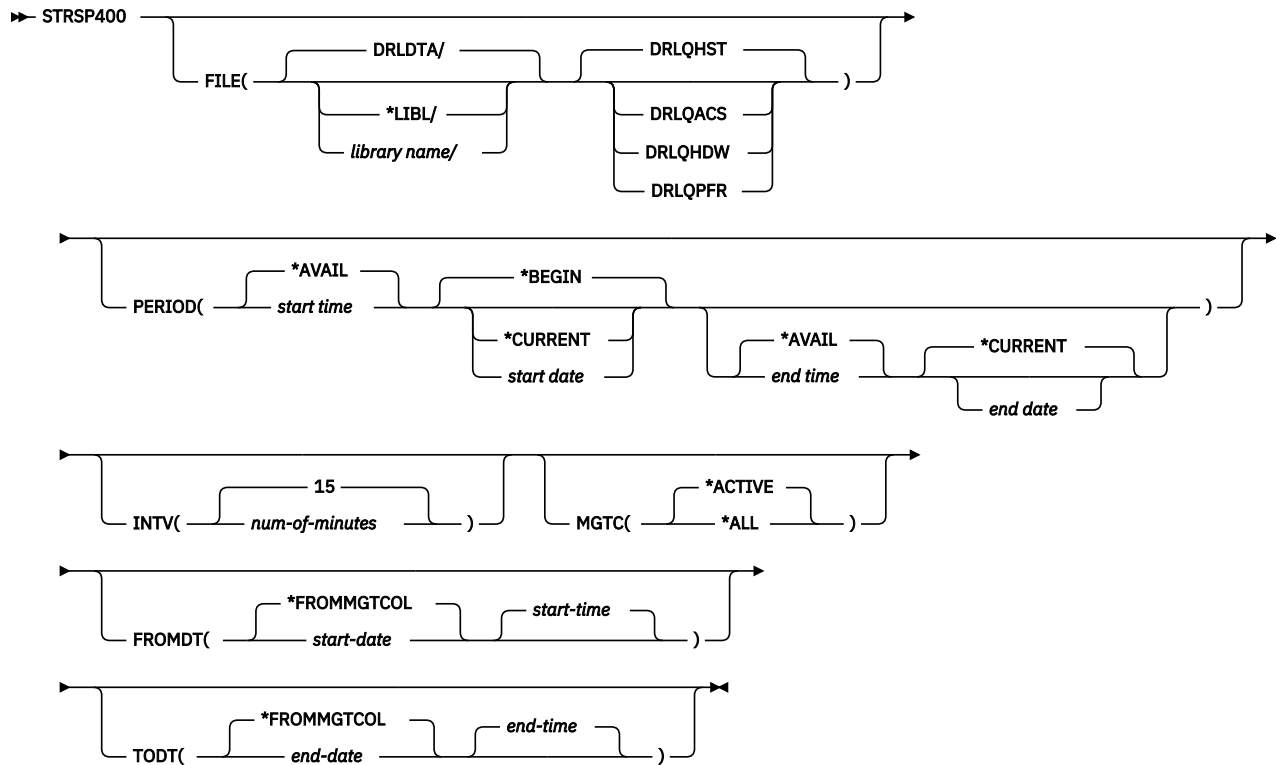 STRSP400
DRLDTA/
DRLQHST
FILE(
)
*LIBL/
DRLQACS
library name/
DRLQHDW
DRLQPFR
*AVAIL
*BEGIN
PERIOD(
start time
)
*CURRENT
*AVAIL
*CURRENT
start date
end time
end date
15
*ACTIVE
INTV(
num-of-minutes
)
MGTC(
*ALL
)
*FROMMGTCOL
start-time
FROMDT(
start-date
)
*FROMMGTCOL
end-time
TODT(
end-date
)